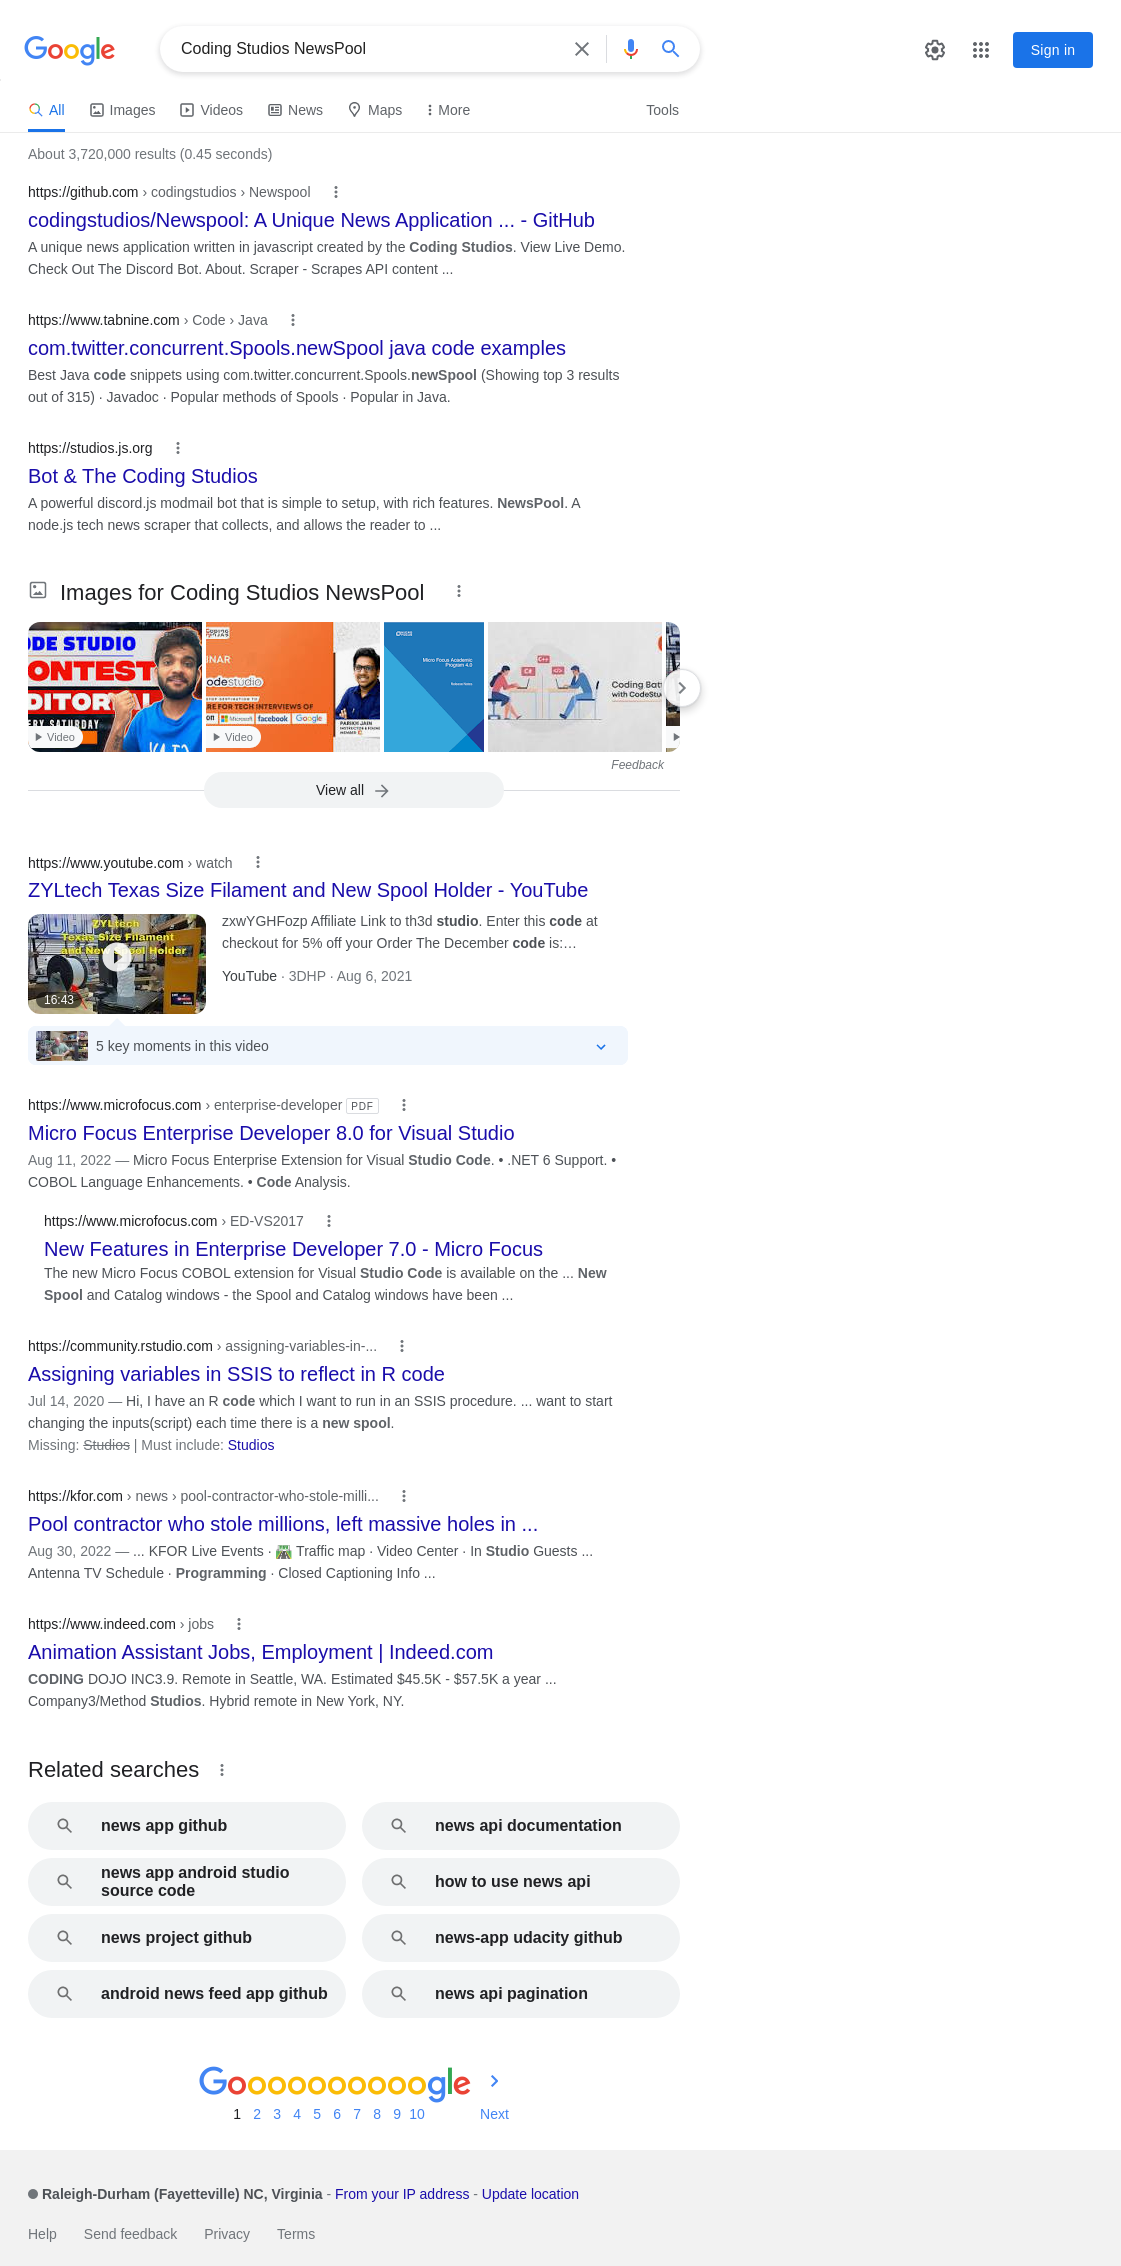 Google
Coding Studios NewsPool
Sign in
All
Images
Videos
News
Maps
More
Tools
About 3,720,000 results (0.45 seconds)
https://github.com › codingstudios › Newspool
codingstudios/Newspool: A Unique News Application ... - GitHub
A unique news application written in javascript created by the Coding Studios. View Live Demo.
Check Out The Discord Bot. About. Scraper - Scrapes API content ...
https://www.tabnine.com › Code › Java
com.twitter.concurrent.Spools.newSpool java code examples
Best Java code snippets using com.twitter.concurrent.Spools.newSpool (Showing top 3 results
out of 315) · Javadoc · Popular methods of Spools · Popular in Java.
https://studios.js.org
Bot & The Coding Studios
A powerful discord.js modmail bot that is simple to setup, with rich features. NewsPool. A
node.js tech news scraper that collects, and allows the reader to ...
Images for Coding Studios NewsPool
ODE STUDIO
ONTEST
DITORIAL
RY SATURDAY
Video
CODING
NINJAS
INAR
codestudio
RE FOR TECH INTERVIEWS OF
Microsoft
facebook
Google
PARIKH JAIN
Video
Micro Focus Academic
Program 4.0
Release Notes
C#
C++
</>
Coding Batt
with CodeStu
Feedback
View all
https://www.youtube.com › watch
ZYLtech Texas Size Filament and New Spool Holder - YouTube
ZYLtech
Texas Size Filament
and New Spool Holder
16:43
zxwYGHFozp Affiliate Link to th3d studio. Enter this code at
checkout for 5% off your Order The December code is:…
YouTube · 3DHP · Aug 6, 2021
5 key moments in this video
https://www.microfocus.com › enterprise-developer PDF
Micro Focus Enterprise Developer 8.0 for Visual Studio
Aug 11, 2022 — Micro Focus Enterprise Extension for Visual Studio Code. • .NET 6 Support. •
COBOL Language Enhancements. • Code Analysis.
https://www.microfocus.com › ED-VS2017
New Features in Enterprise Developer 7.0 - Micro Focus
The new Micro Focus COBOL extension for Visual Studio Code is available on the ... New
Spool and Catalog windows - the Spool and Catalog windows have been ...
https://community.rstudio.com › assigning-variables-in-...
Assigning variables in SSIS to reflect in R code
Jul 14, 2020 — Hi, I have an R code which I want to run in an SSIS procedure. ... want to start
changing the inputs(script) each time there is a new spool.
Missing: Studios | Must include: Studios
https://kfor.com › news › pool-contractor-who-stole-milli...
Pool contractor who stole millions, left massive holes in ...
Aug 30, 2022 — ... KFOR Live Events · 🛣️ Traffic map · Video Center · In Studio Guests ...
Antenna TV Schedule · Programming · Closed Captioning Info ...
https://www.indeed.com › jobs
Animation Assistant Jobs, Employment | Indeed.com
CODING DOJO INC3.9. Remote in Seattle, WA. Estimated $45.5K - $57.5K a year ...
Company3/Method Studios. Hybrid remote in New York, NY.
Related searches
news app github
news api documentation
news app android studio
source code
how to use news api
news project github
news-app udacity github
android news feed app github
news api pagination
Goooooooooogle
1 2 3 4 5 6 7 8 9 10 Next
Raleigh-Durham (Fayetteville) NC, Virginia - From your IP address - Update location
Help Send feedback Privacy Terms